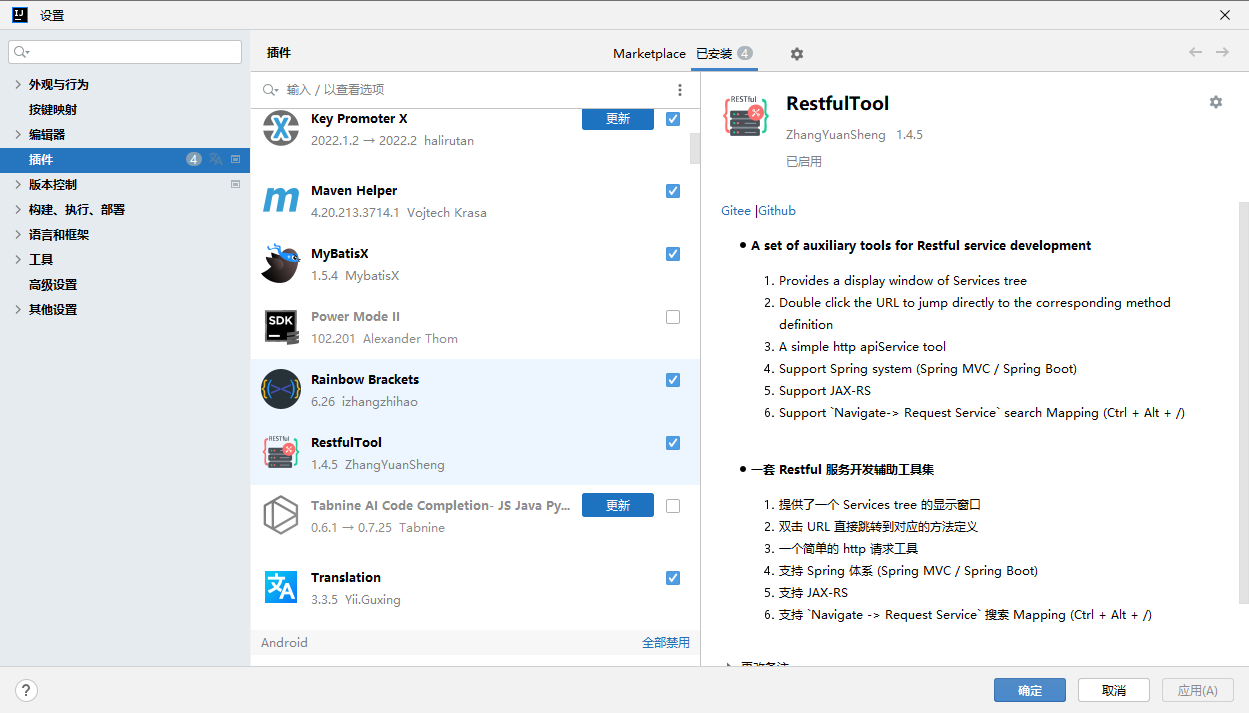 IJ 设置
插件
Marketplace 已安装 4
外观与行为
按键映射
编辑器
插件 4
版本控制
构建、执行、部署
语言和框架
工具
高级设置
其他设置
输入 / 以查看选项
Key Promoter X 更新
2022.1.2 → 2022.2 halirutan
Maven Helper
4.20.213.3714.1 Vojtech Krasa
MyBatisX
1.5.4 MybatisX
SDK
Power Mode II
102.201 Alexander Thom
Rainbow Brackets
6.26 izhangzhihao
RESTful
RestfulTool
1.4.5 ZhangYuanSheng
Tabnine AI Code Completion- JS Java Py... 更新
0.6.1 → 0.7.25 Tabnine
Translation
3.3.5 Yii.Guxing
Android 全部禁用
RESTful
RestfulTool
ZhangYuanSheng 1.4.5
已启用
Gitee |Github
● A set of auxiliary tools for Restful service development
1. Provides a display window of Services tree
2. Double click the URL to jump directly to the corresponding method
definition
3. A simple http apiService tool
4. Support Spring system (Spring MVC / Spring Boot)
5. Support JAX-RS
6. Support `Navigate-> Request Service` search Mapping (Ctrl + Alt + /)
● 一套 Restful 服务开发辅助工具集
1. 提供了一个 Services tree 的显示窗口
2. 双击 URL 直接跳转到对应的方法定义
3. 一个简单的 http 请求工具
4. 支持 Spring 体系 (Spring MVC / Spring Boot)
5. 支持 JAX-RS
6. 支持 `Navigate -> Request Service` 搜索 Mapping (Ctrl + Alt + /)
更改备注
? 确定 取消 应用(A)